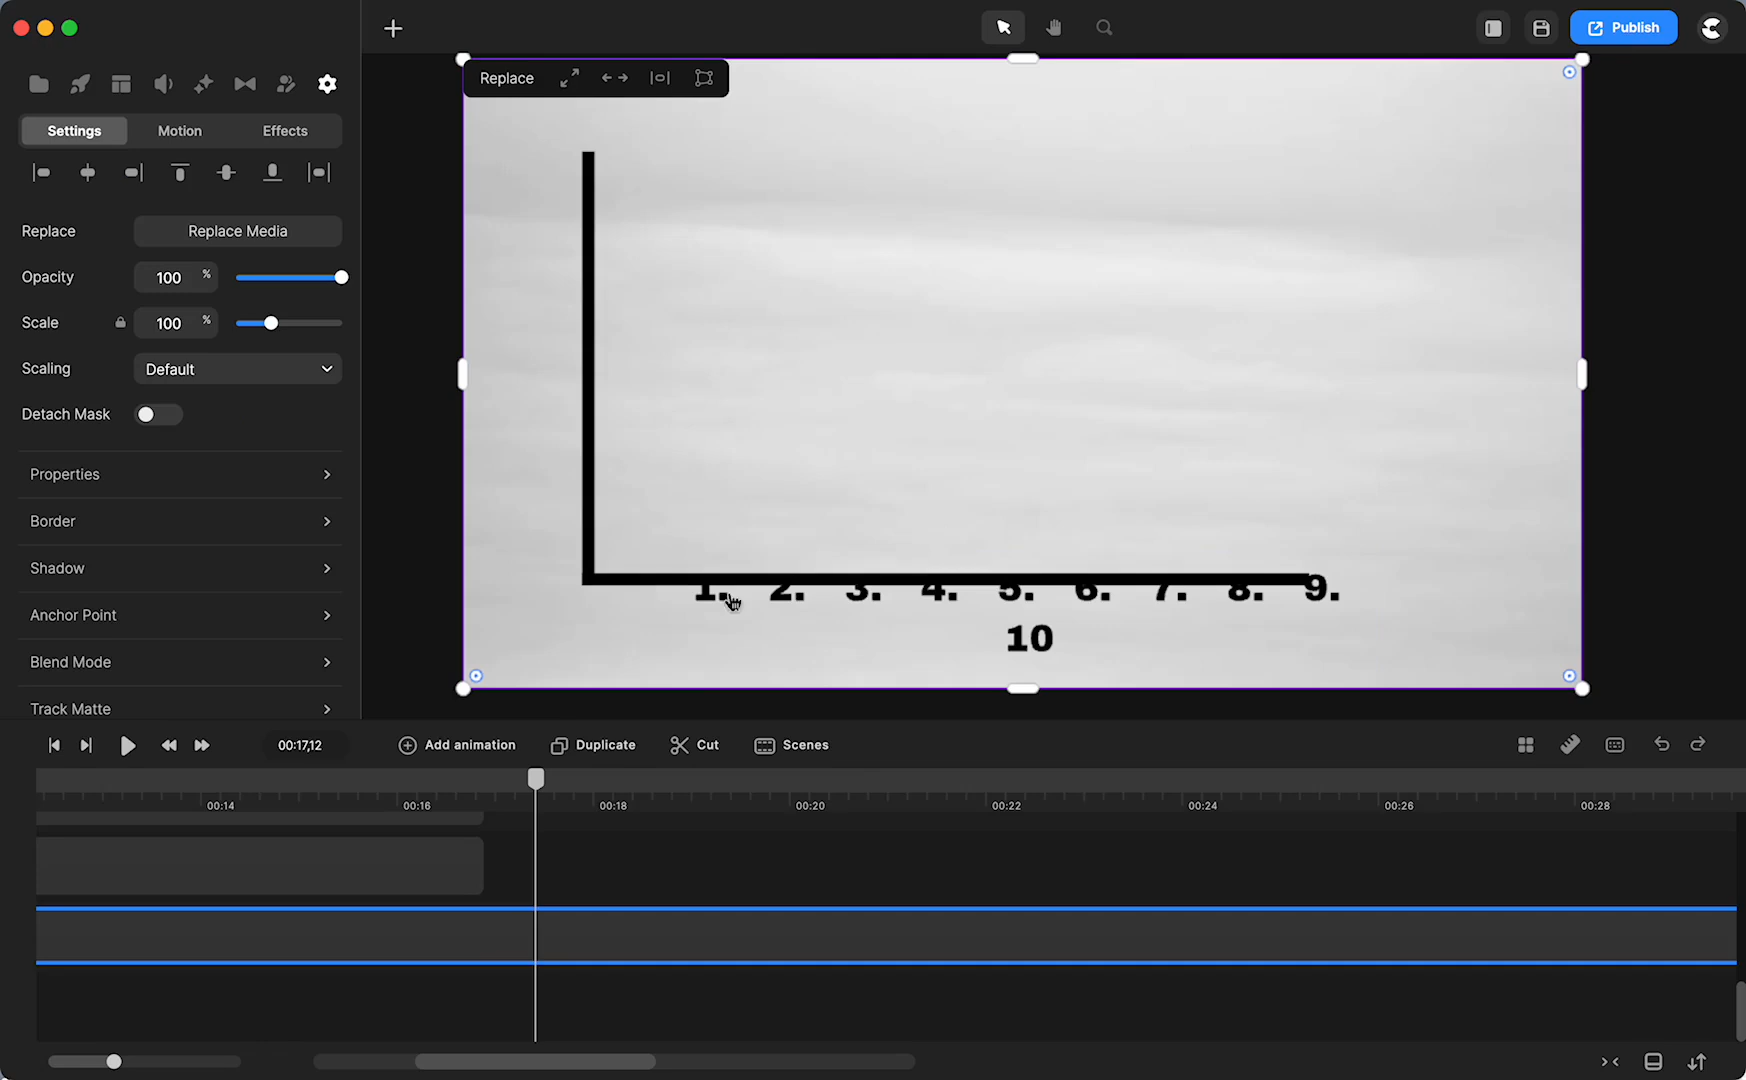 Publish
Replace
Settings Motion Effects
Replace Replace Media
Opacity 100 %
Scale 100 %
Scaling Default
Detach Mask
Properties
Border
Shadow
Anchor Point
Blend Mode
Track Matte
1. 2. 3. 4. 5. 6. 7. 8. 9.
10
00:17,12 Add animation Duplicate Cut Scenes
00:14 00:16 00:18 00:20 00:22 00:24 00:26 00:28